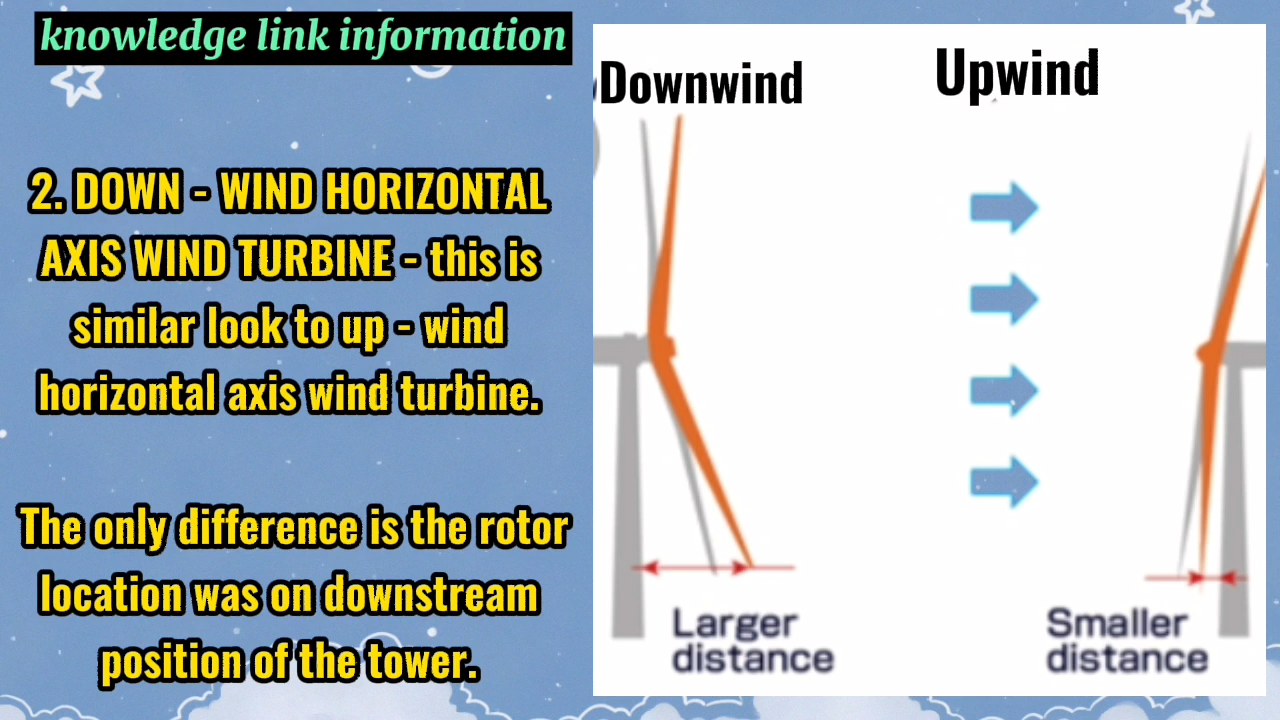 knowledge link information
2. DOWN - WIND HORIZONTAL
AXIS WIND TURBINE - this is
similar look to up - wind
horizontal axis wind turbine.
The only difference is the rotor
location was on downstream
position of the tower.
Downwind
Upwind
Larger
distance
Smaller
distance